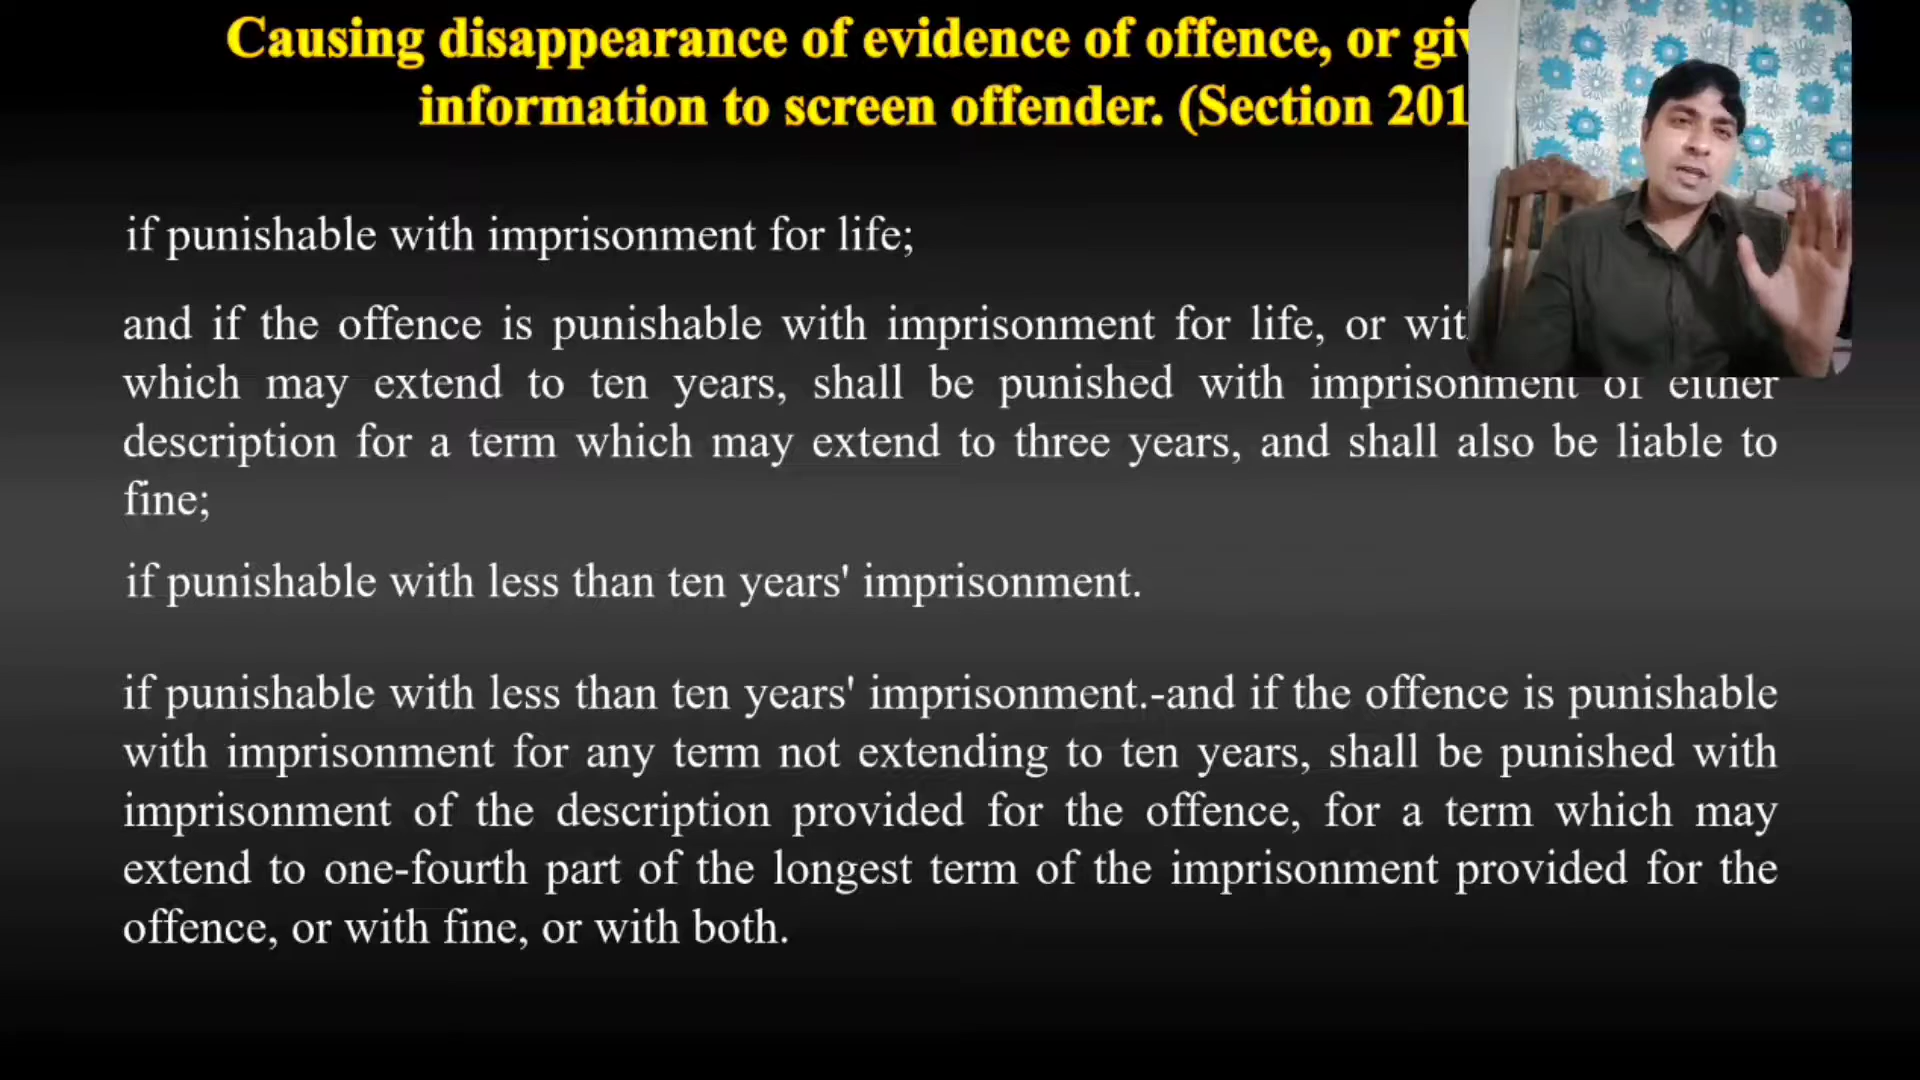 Causing disappearance of evidence of offence, or
information to screen offender. (Section 201
if punishable with imprisonment for life;
and if the offence is punishable with imprisonment for life, or
which may extend to ten years, shall be punished with imprisonment of either
description for a term which may extend to three years, and shall also be liable to
fine;
if punishable with less than ten years' imprisonment.
if punishable with less than ten years' imprisonment.-and if the offence is punishable
with imprisonment for any term not extending to ten years, shall be punished with
imprisonment of the description provided for the offence, for a term which may
extend to one-fourth part of the longest term of the imprisonment provided for the
offence, or with fine, or with both.